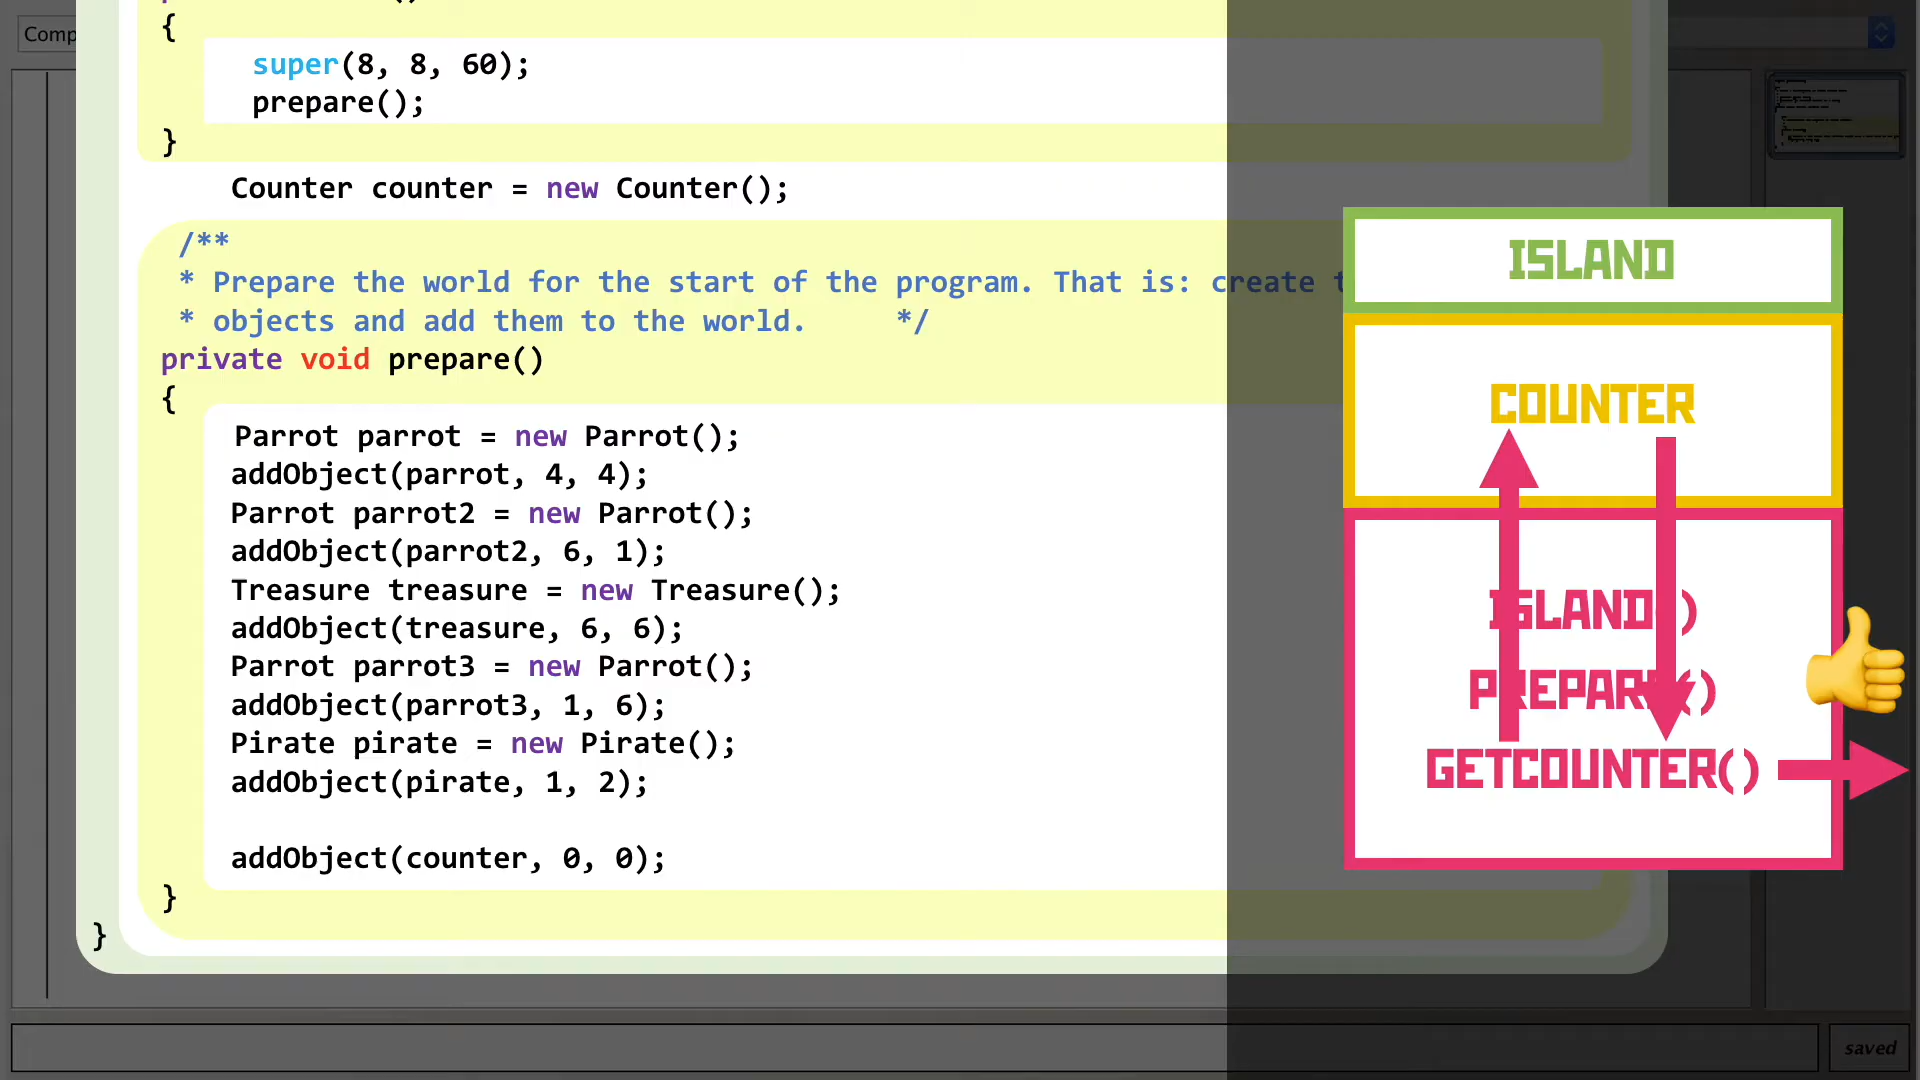 Comp
{
super(8, 8, 60);
prepare();
}
Counter counter = new Counter();
/**
* Prepare the world for the start of the program. That is: create t
* objects and add them to the world. */
private void prepare()
{
Parrot parrot = new Parrot();
addObject(parrot, 4, 4);
Parrot parrot2 = new Parrot();
addObject(parrot2, 6, 1);
Treasure treasure = new Treasure();
addObject(treasure, 6, 6);
Parrot parrot3 = new Parrot();
addObject(parrot3, 1, 6);
Pirate pirate = new Pirate();
addObject(pirate, 1, 2);
addObject(counter, 0, 0);
}
}
ISLAND
COUNTER
ISLAND()
PREPARE()
GETCOUNTER()
saved